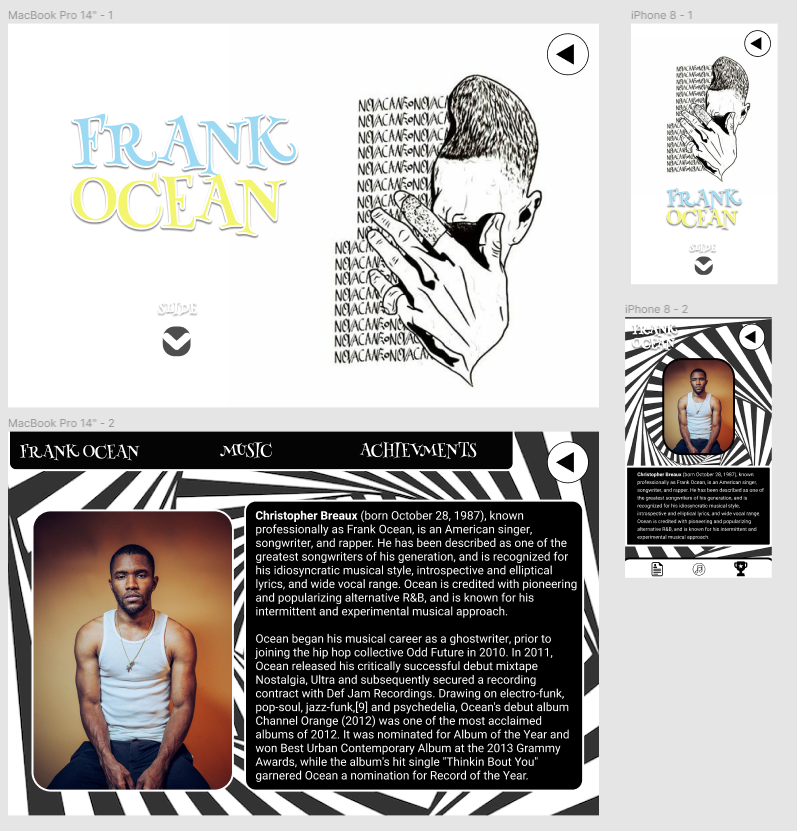 MacBook Pro 14" - 1
FRANK
OCEAN
SLIDE
NOVACANE
iPhone 8 - 1
FRANK
OCEAN
SLIDE
MacBook Pro 14" - 2
FRANK OCEAN
MUSIC
ACHIEVMENTS
Christopher Breaux (born October 28, 1987), known
professionally as Frank Ocean, is an American singer,
songwriter, and rapper. He has been described as one of the
greatest songwriters of his generation, and is recognized for
his idiosyncratic musical style, introspective and elliptical
lyrics, and wide vocal range. Ocean is credited with pioneering
and popularizing alternative R&B, and is known for his
intermittent and experimental musical approach.
Ocean began his musical career as a ghostwriter, prior to
joining the hip hop collective Odd Future in 2010. In 2011,
Ocean released his critically successful debut mixtape
Nostalgia, Ultra and subsequently secured a recording
contract with Def Jam Recordings. Drawing on electro-funk,
pop-soul, jazz-funk,[9] and psychedelia, Ocean's debut album
Channel Orange (2012) was one of the most acclaimed
albums of 2012. It was nominated for Album of the Year and
won Best Urban Contemporary Album at the 2013 Grammy
Awards, while the album's hit single "Thinkin Bout You"
garnered Ocean a nomination for Record of the Year.
iPhone 8 - 2
FRANK
OCEAN
Christopher Breaux (born October 28, 1987), known
professionally as Frank Ocean, is an American singer,
songwriter, and rapper. He has been described as one of
the greatest songwriters of his generation, and is
recognized for his idiosyncratic musical style,
introspective and elliptical lyrics, and wide vocal range.
Ocean is credited with pioneering and popularizing
alternative R&B, and is known for his intermittent and
experimental musical approach.